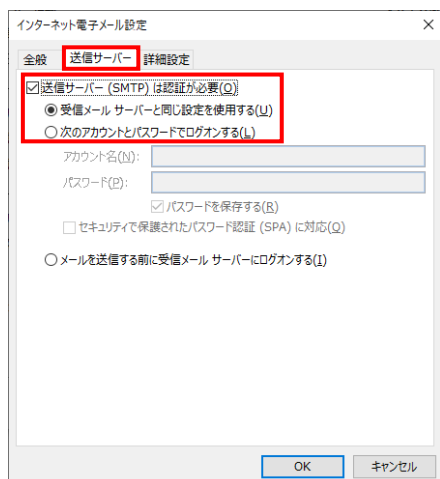 インターネット電子メール設定
全般 送信サーバー 詳細設定
送信サーバー (SMTP) は認証が必要(O)
受信メール サーバーと同じ設定を使用する(U)
次のアカウントとパスワードでログオンする(L)
アカウント名(N):
パスワード(P):
パスワードを保存する(R)
セキュリティで保護されたパスワード認証 (SPA) に対応(Q)
メールを送信する前に受信メール サーバーにログオンする(I)
OK キャンセル